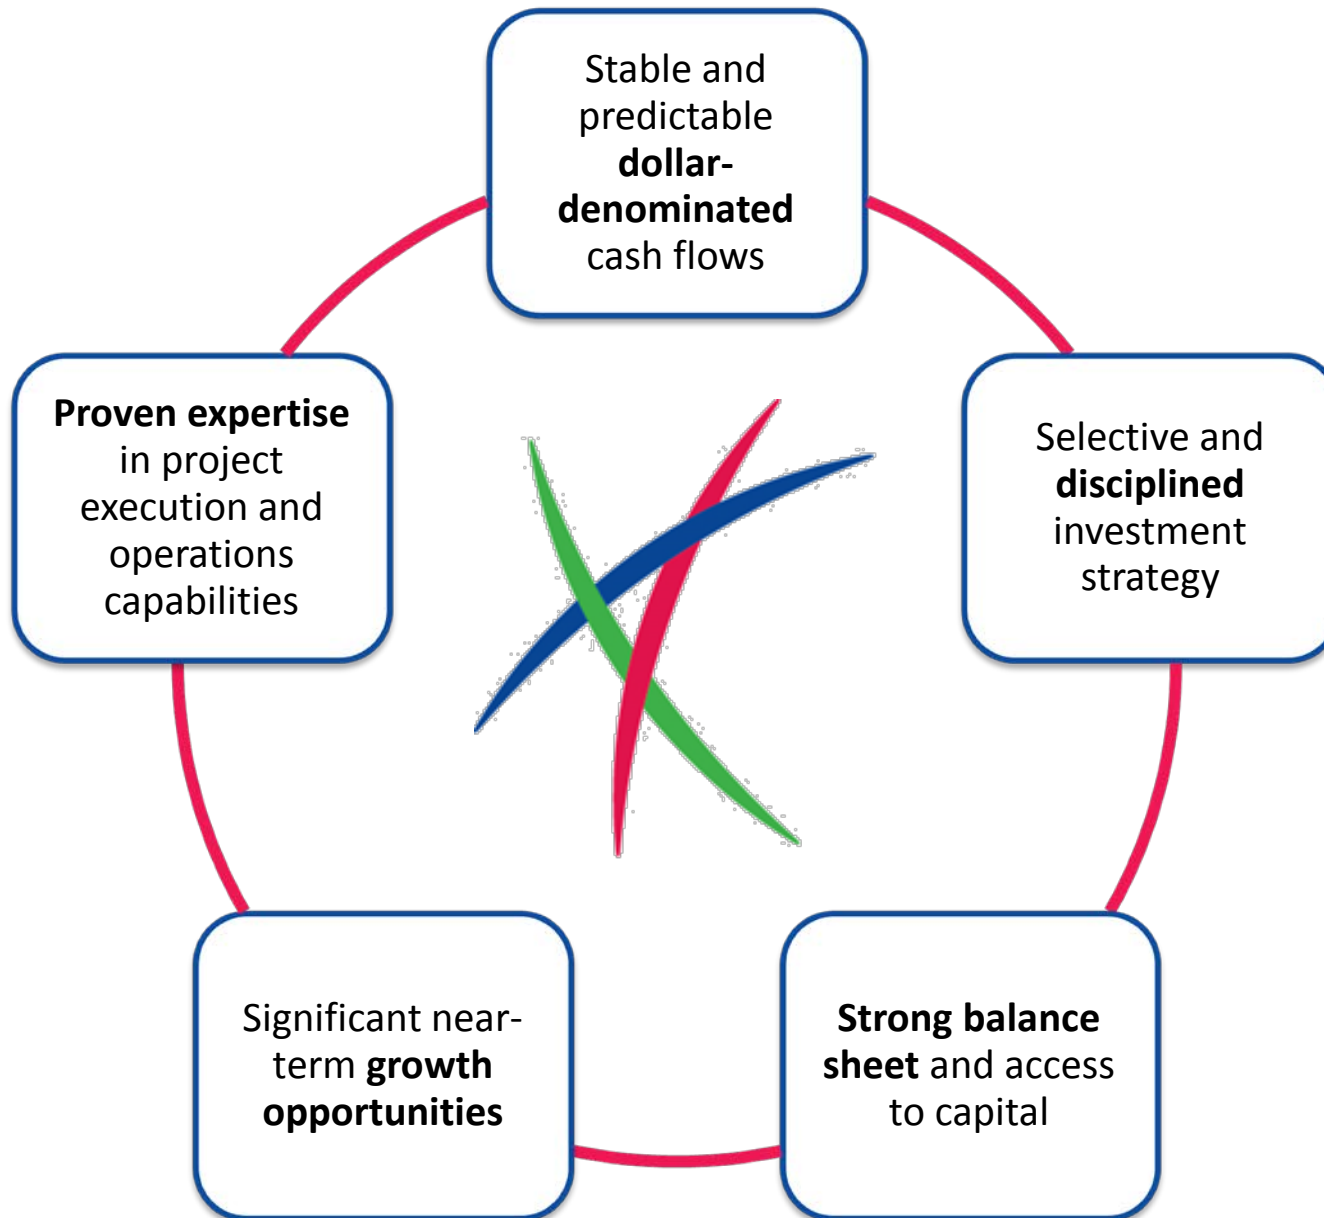 Stable and
predictable
dollar-
denominated
cash flows
Selective and
disciplined
investment
strategy
Strong balance
sheet and access
to capital
Significant near-
term growth
opportunities
Proven expertise
in project
execution and
operations
capabilities